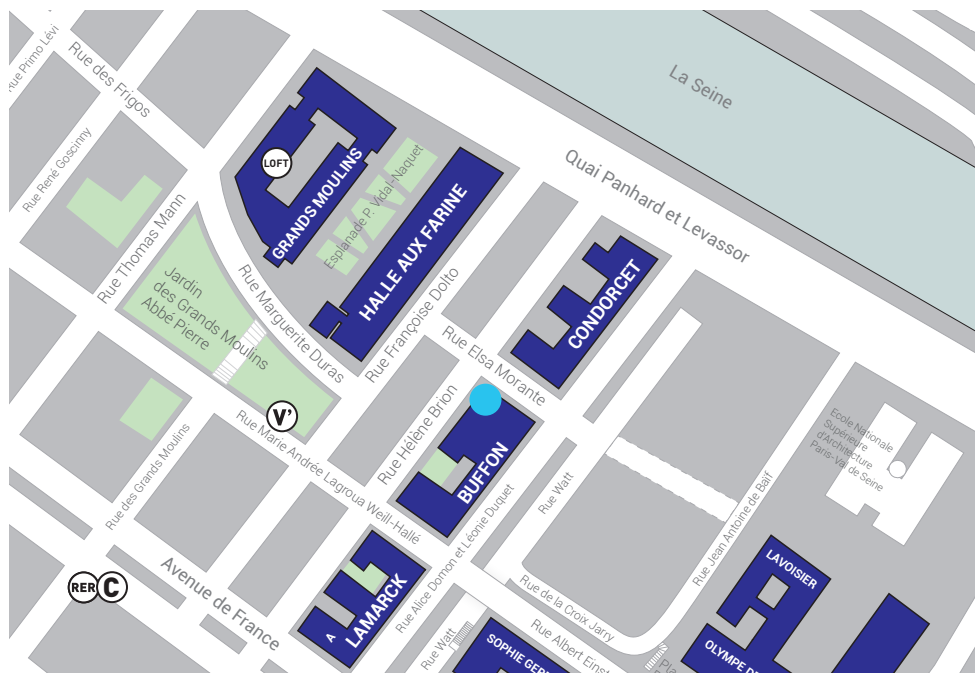 Rue Primo Lévi
Rue des Frigos
La Seine
Rue René Goscinny
LOFT
GRANDS MOULINS
Esplanade P. Vidal-Naquet
HALLE AUX FARINE
Quai Panhard et Levassor
Rue Thomas Mann
Jardin
des Grands Moulins
Abbé Pierre
Rue Marguerite Duras
Rue Françoise Dolto
CONDORCET
Rue Elsa Morante
Rue Hélène Brion
BUFFON
V'
Rue Marie Andrée Lagroua Weill-Hallé
Rue des Grands Moulins
Rue Alice Domon et Léonie Duquet
Rue Watt
Rue Jean Antoine de Baïf
Ecole Nationale
Supérieure
d'Architecture
Paris-Val de Seine
Avenue de France
RER C
A
LAMARCK
Rue Watt
Rue de la Croix Jarry
Rue Albert Einst
SOPHIE GER
LAVOISIER
OLYMPE DE
Pla